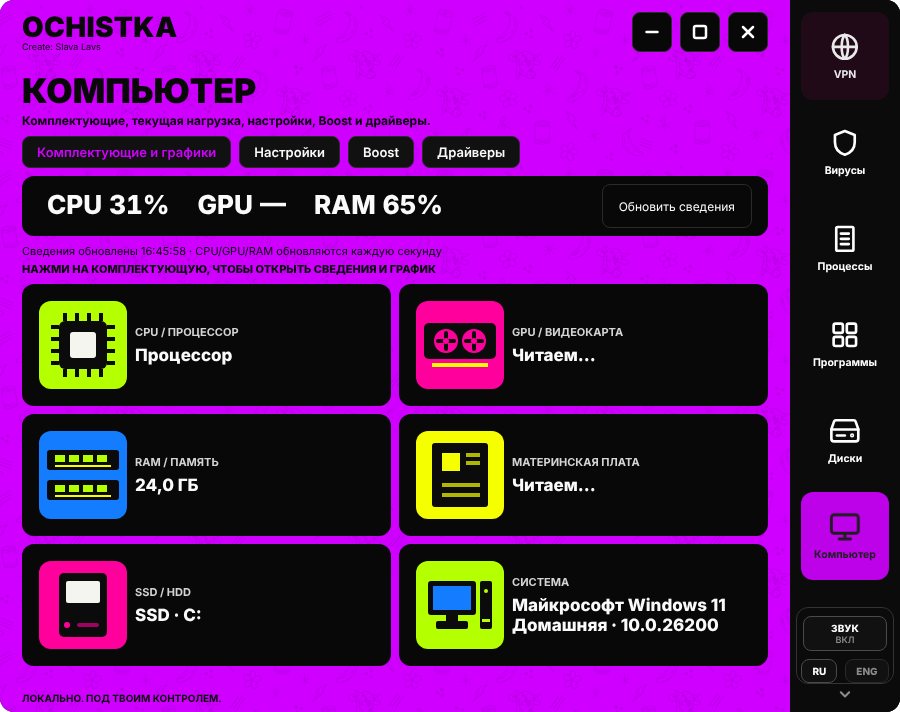 OCHISTKA
Create: Slava Lavs
КОМПЬЮТЕР
Комплектующие, текущая нагрузка, настройки, Boost и драйверы.
Комплектующие и графики
Настройки
Boost
Драйверы
CPU 31% GPU — RAM 65%
Обновить сведения
Сведения обновлены 16:45:58 · CPU/GPU/RAM обновляются каждую секунду
НАЖМИ НА КОМПЛЕКТУЮЩУЮ, ЧТОБЫ ОТКРЫТЬ СВЕДЕНИЯ И ГРАФИК
CPU / ПРОЦЕССОР
Процессор
GPU / ВИДЕОКАРТА
Читаем...
RAM / ПАМЯТЬ
24,0 ГБ
МАТЕРИНСКАЯ ПЛАТА
Читаем...
SSD / HDD
SSD · C:
СИСТЕМА
Майкрософт Windows 11
Домашняя · 10.0.26200
ЛОКАЛЬНО. ПОД ТВОИМ КОНТРОЛЕМ.
VPN
Вирусы
Процессы
Программы
Диски
Компьютер
ЗВУК
ВКЛ
RU
ENG